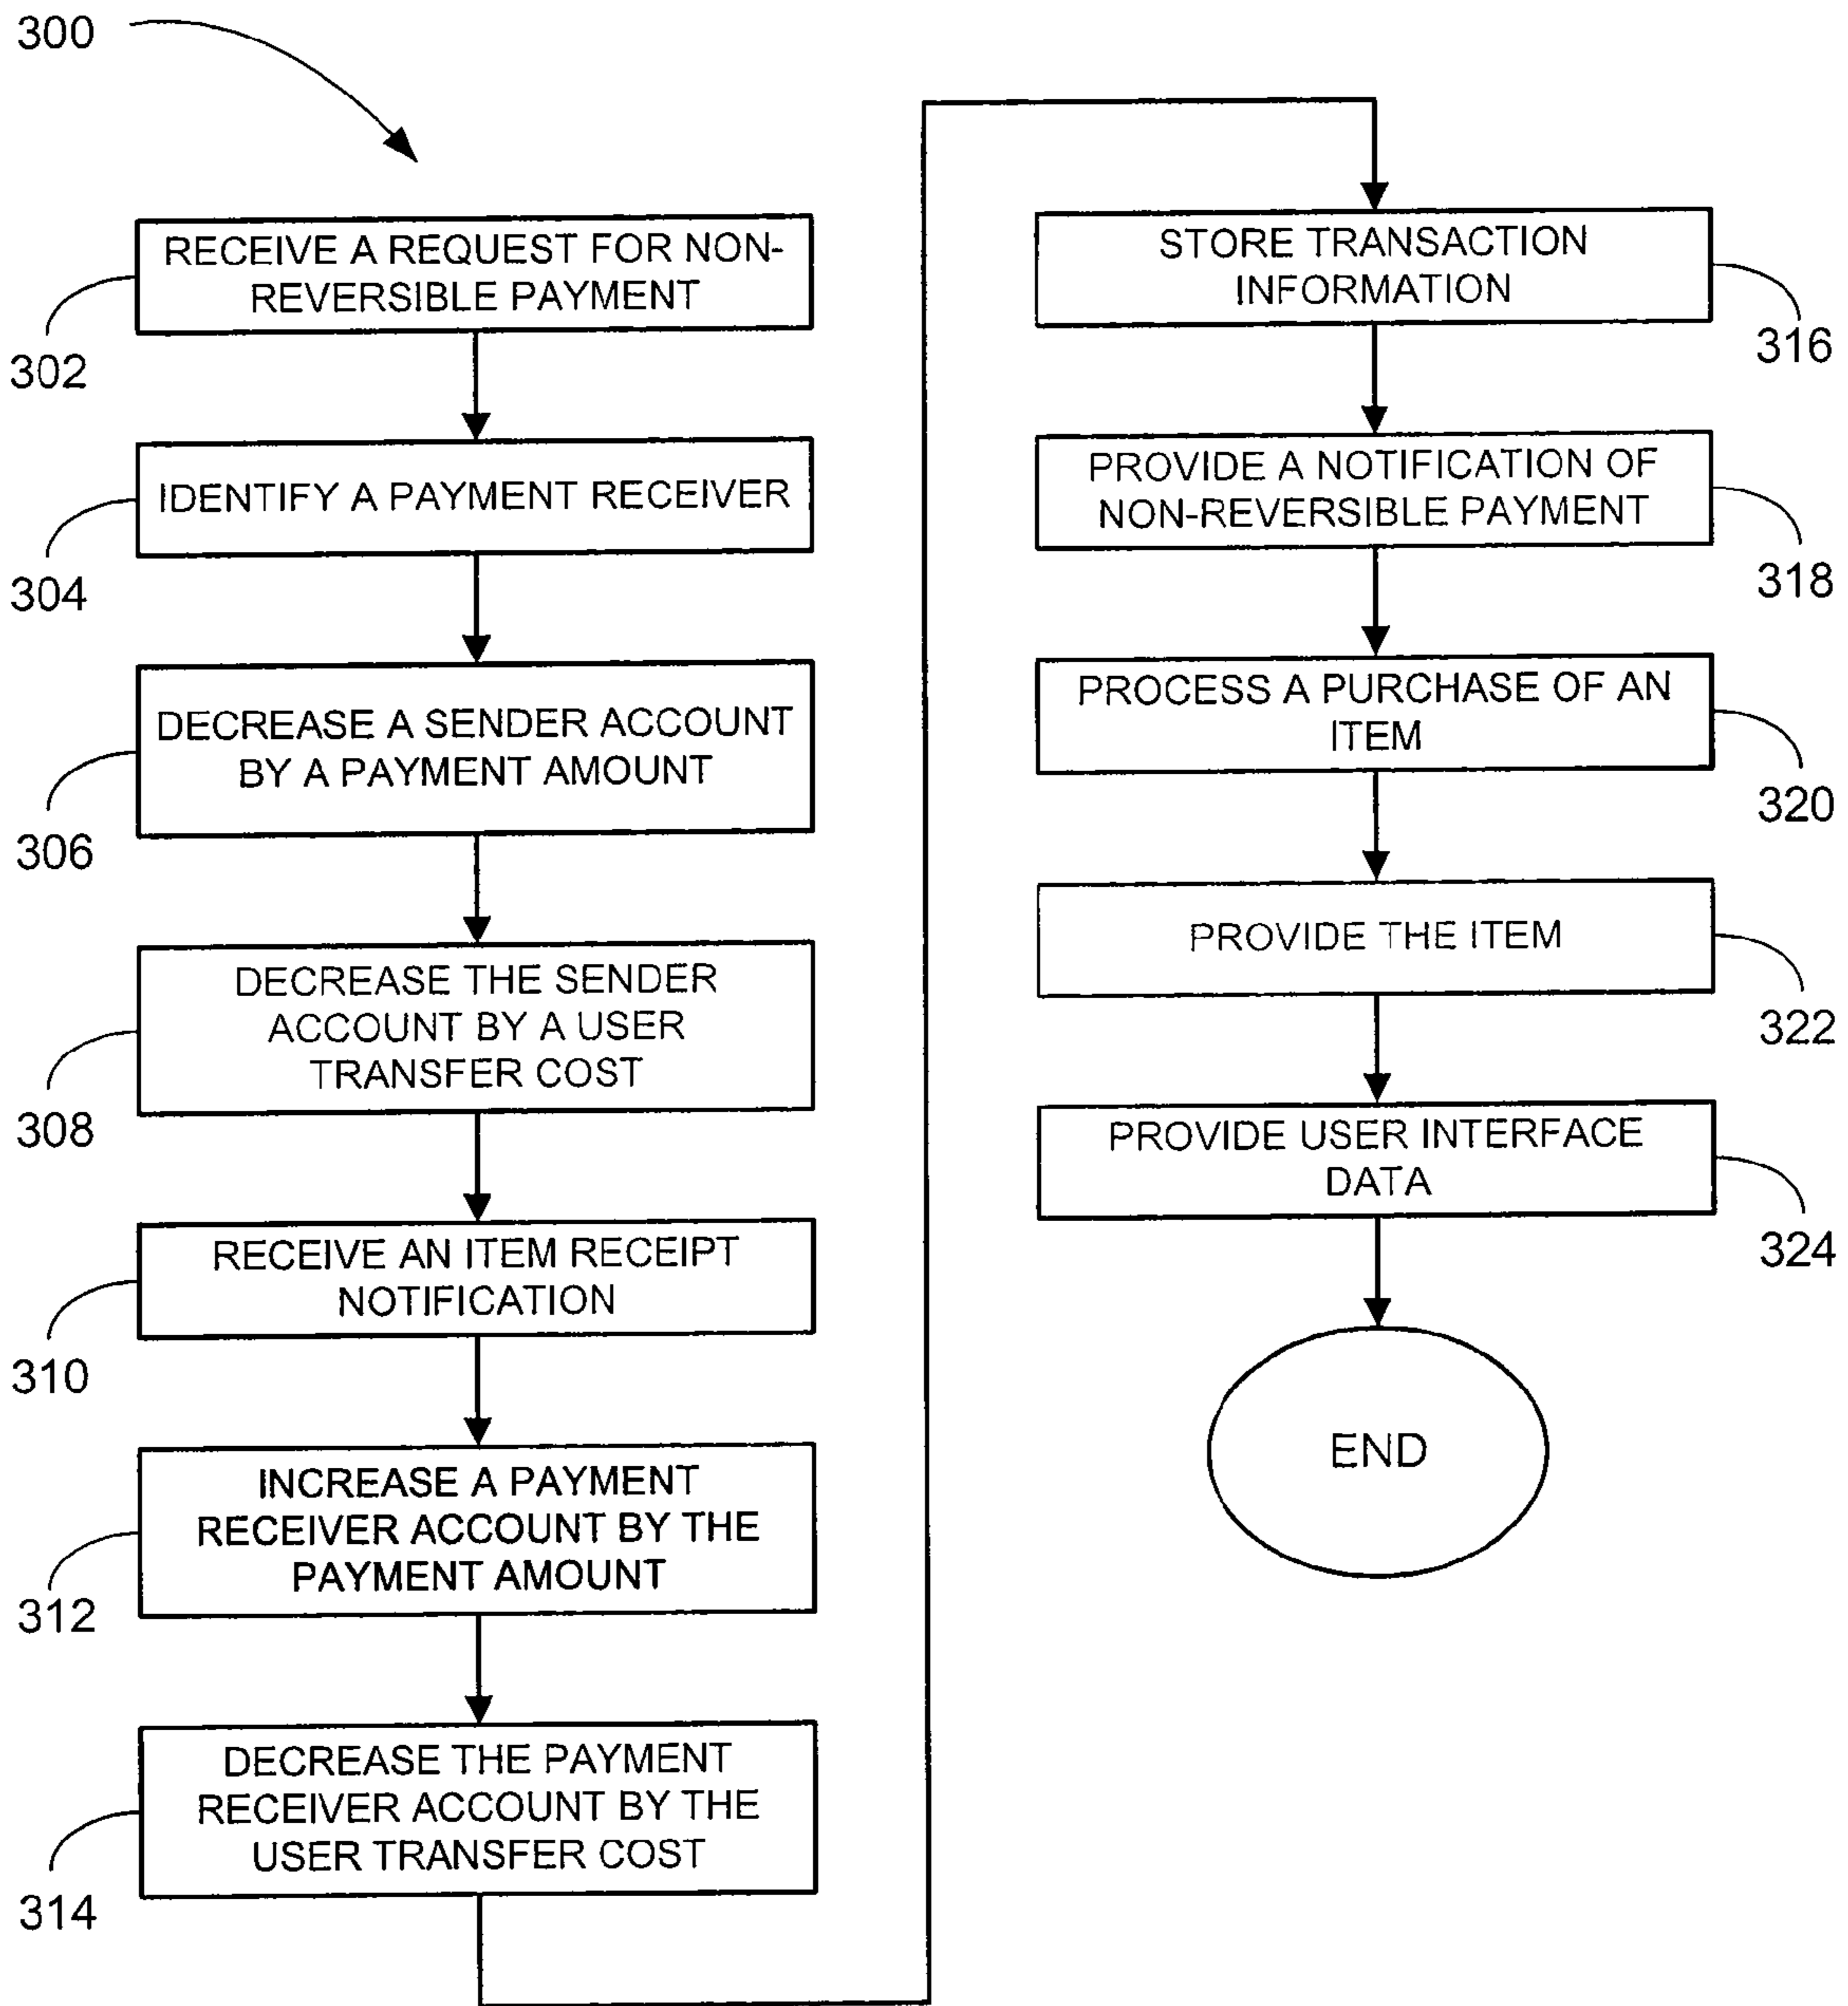 300
RECEIVE A REQUEST FOR NON-
REVERSIBLE PAYMENT
302
IDENTIFY A PAYMENT RECEIVER
304
DECREASE A SENDER ACCOUNT
BY A PAYMENT AMOUNT
306
DECREASE THE SENDER
ACCOUNT BY A USER
TRANSFER COST
308
RECEIVE AN ITEM RECEIPT
NOTIFICATION
310
INCREASE A PAYMENT
RECEIVER ACCOUNT BY THE
PAYMENT AMOUNT
312
DECREASE THE PAYMENT
RECEIVER ACCOUNT BY THE
USER TRANSFER COST
314
STORE TRANSACTION
INFORMATION
316
PROVIDE A NOTIFICATION OF
NON-REVERSIBLE PAYMENT
318
PROCESS A PURCHASE OF AN
ITEM
320
PROVIDE THE ITEM
322
PROVIDE USER INTERFACE
DATA
324
END